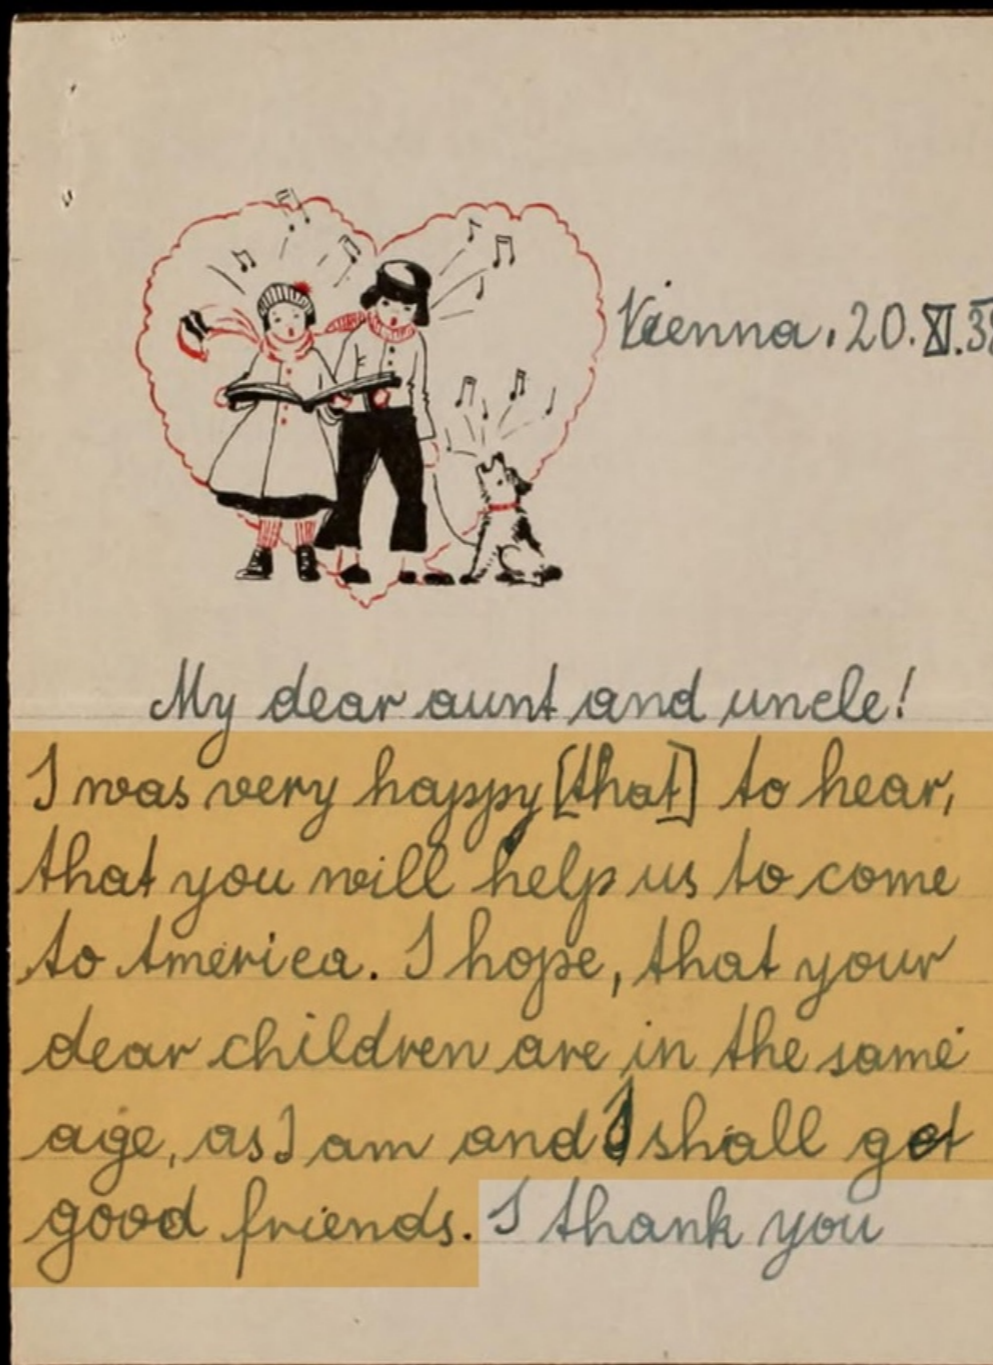 Vienna, 20. XI. 38
My dear aunt and uncle!
I was very happy [that] to hear,
that you will help us to come
to America. I hope, that your
dear children are in the same
age, as I am and I shall get
good friends. I thank you